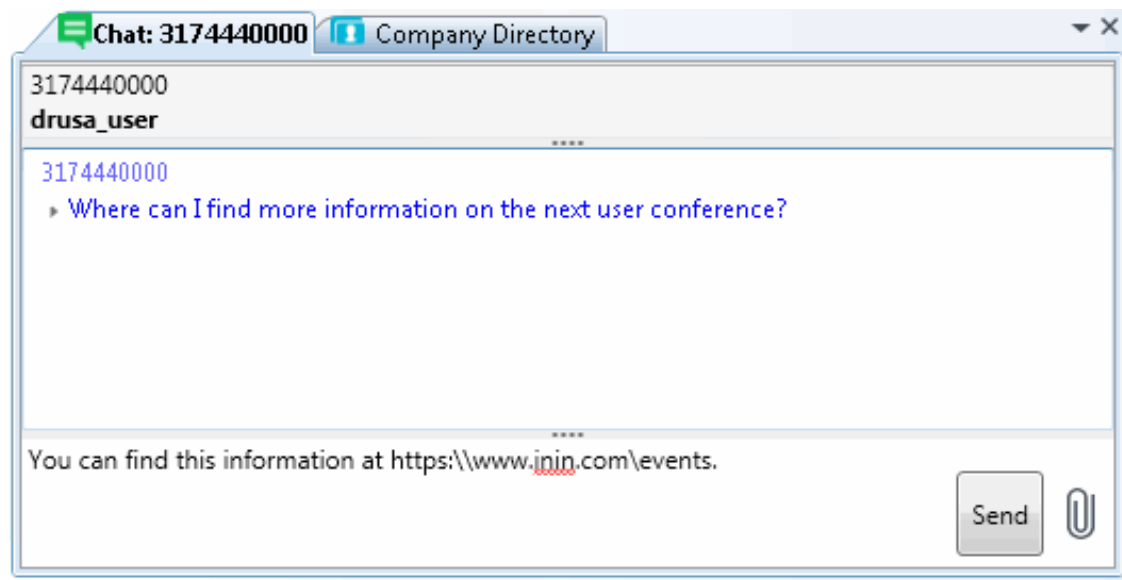 Chat: 3174440000 Company Directory
3174440000
drusa_user
3174440000
Where can I find more information on the next user conference?
You can find this information at https:\\www.inin.com\events.
Send